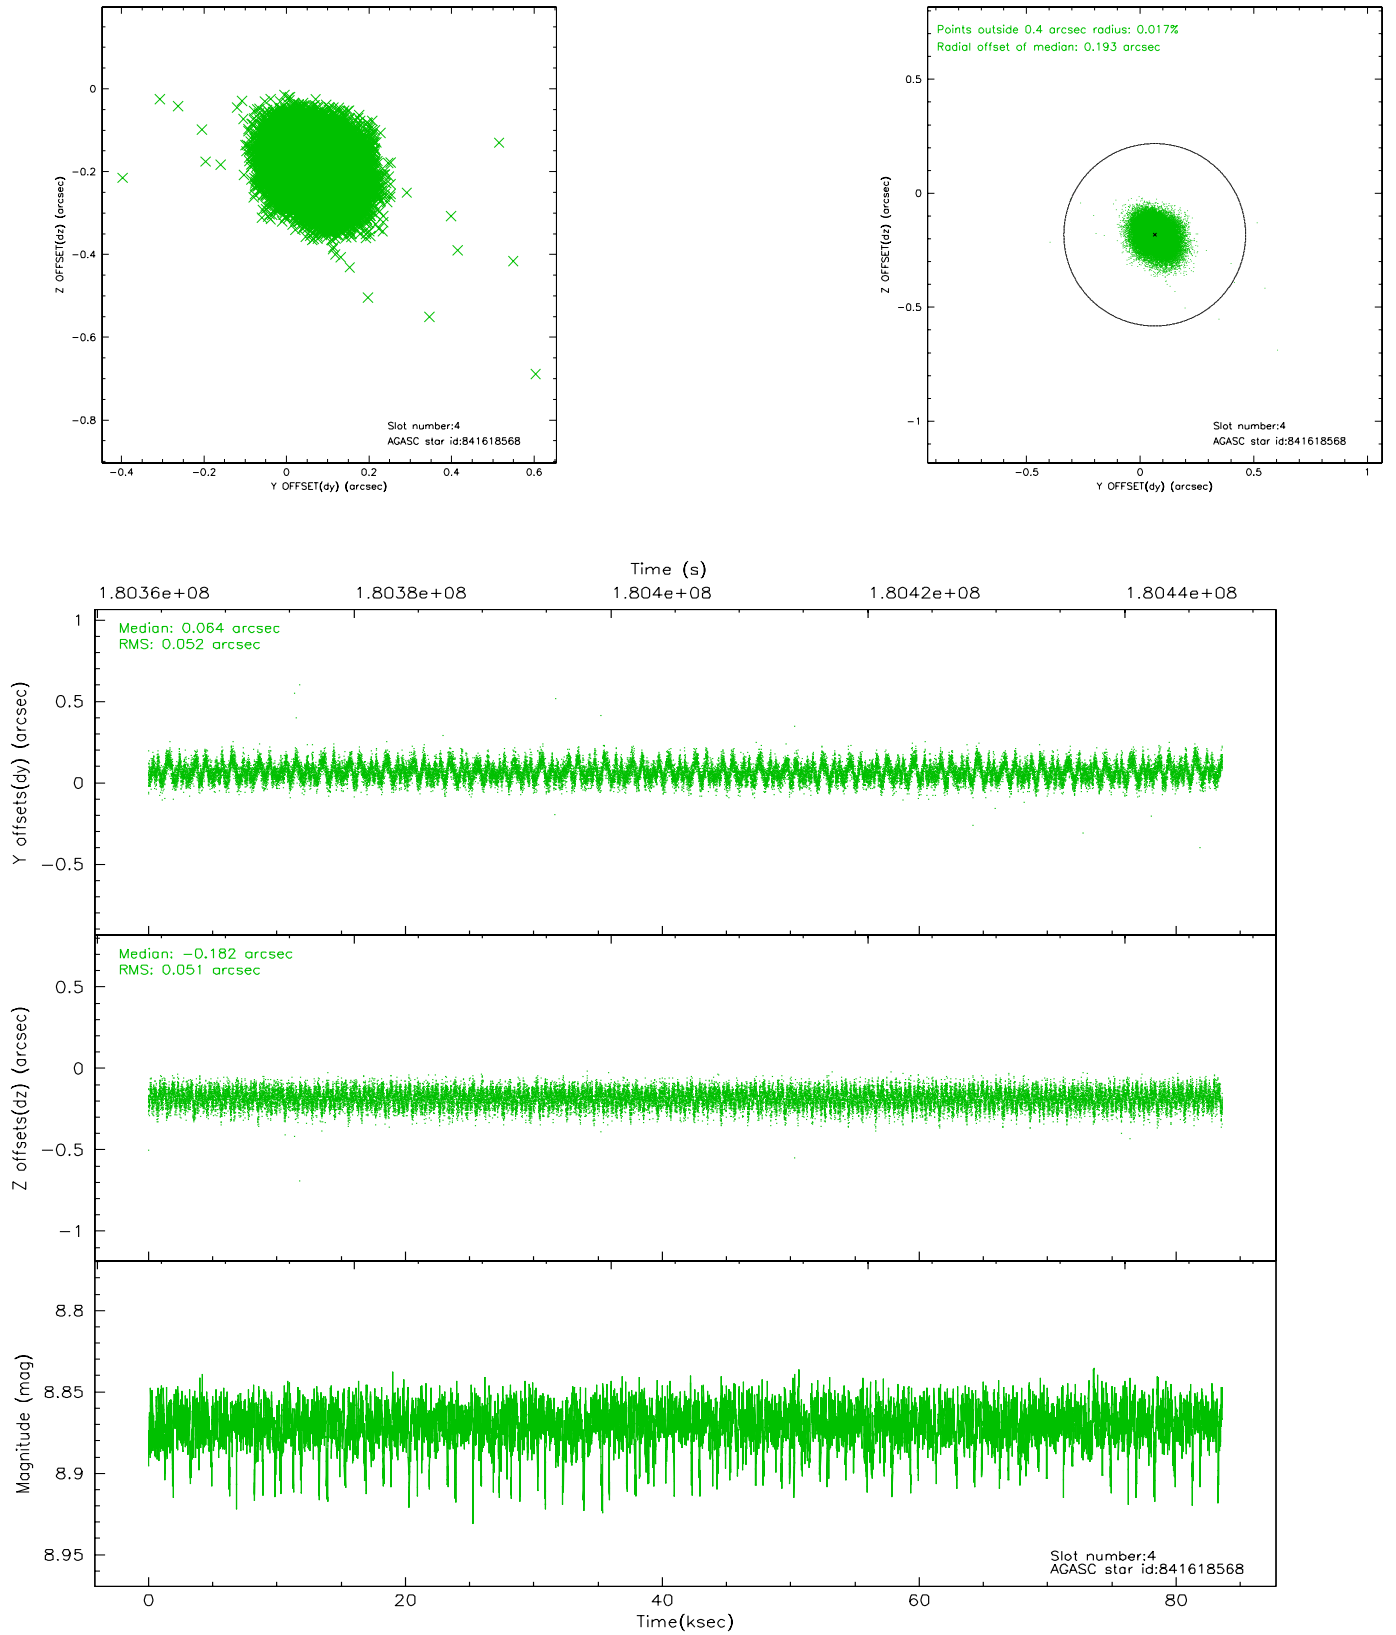 0
−0.2
−0.4
−0.6
−0.8
Z OFFSET(dz) (arcsec)
Slot number:4
AGASC star id:841618568
−0.4 −0.2 0 0.2 0.4 0.6
Y OFFSET(dy) (arcsec)
Points outside 0.4 arcsec radius: 0.017%
Radial offset of median: 0.193 arcsec
0.5
0
−0.5
−1
Z OFFSET(dz) (arcsec)
Slot number:4
AGASC star id:841618568
−0.5 0 0.5 1
Y OFFSET(dy) (arcsec)
Time (s)
1.8036e+08 1.8038e+08 1.804e+08 1.8042e+08 1.8044e+08
Median: 0.064 arcsec
RMS: 0.052 arcsec
1
0.5
0
−0.5
Y offsets(dy) (arcsec)
Median: −0.182 arcsec
RMS: 0.051 arcsec
0.5
0
−0.5
−1
Z offsets(dz) (arcsec)
8.8
8.85
8.9
8.95
Magnitude (mag)
Slot number:4
AGASC star id:841618568
0 20 40 60 80
Time(ksec)